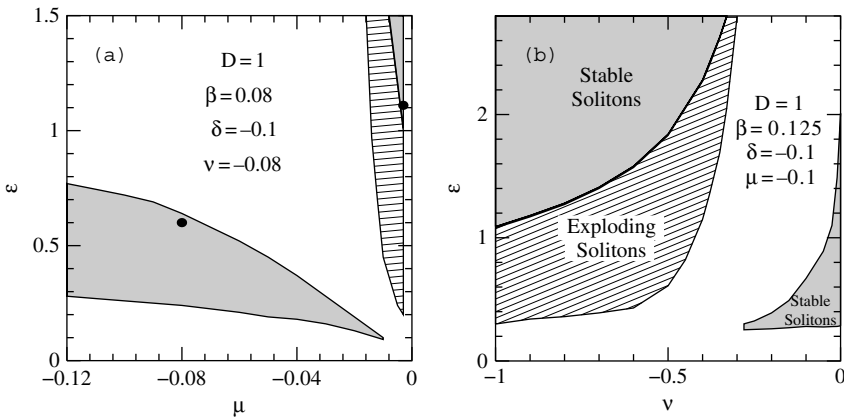 (a)
D = 1
β = 0.08
δ = –0.1
ν = –0.08
1.5
1
0.5
0
ε
−0.12
−0.08
−0.04
0
μ
(b)
Stable
Solitons
D = 1
β = 0.125
δ = –0.1
μ = –0.1
Exploding
Solitons
Stable
Solitons
2
1
0
ε
−1
−0.5
0
ν